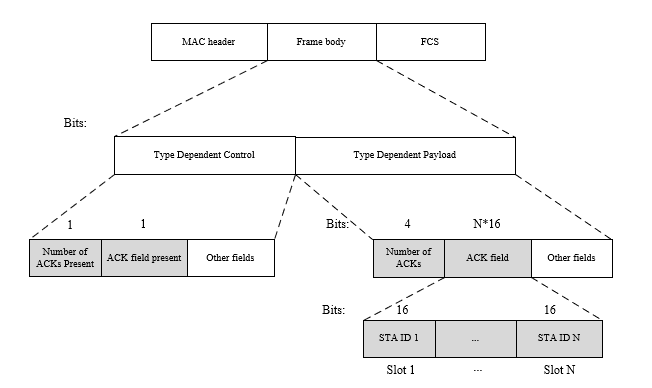 MAC header
Frame body
FCS
Bits:
Type Dependent Control
Type Dependent Payload
1
1
Bits:
4
N*16
Number of
ACKs Present
ACK field present
Other fields
Number of
ACKs
ACK field
Other fields
Bits:
16
16
STA ID 1
...
STA ID N
Slot 1
...
Slot N